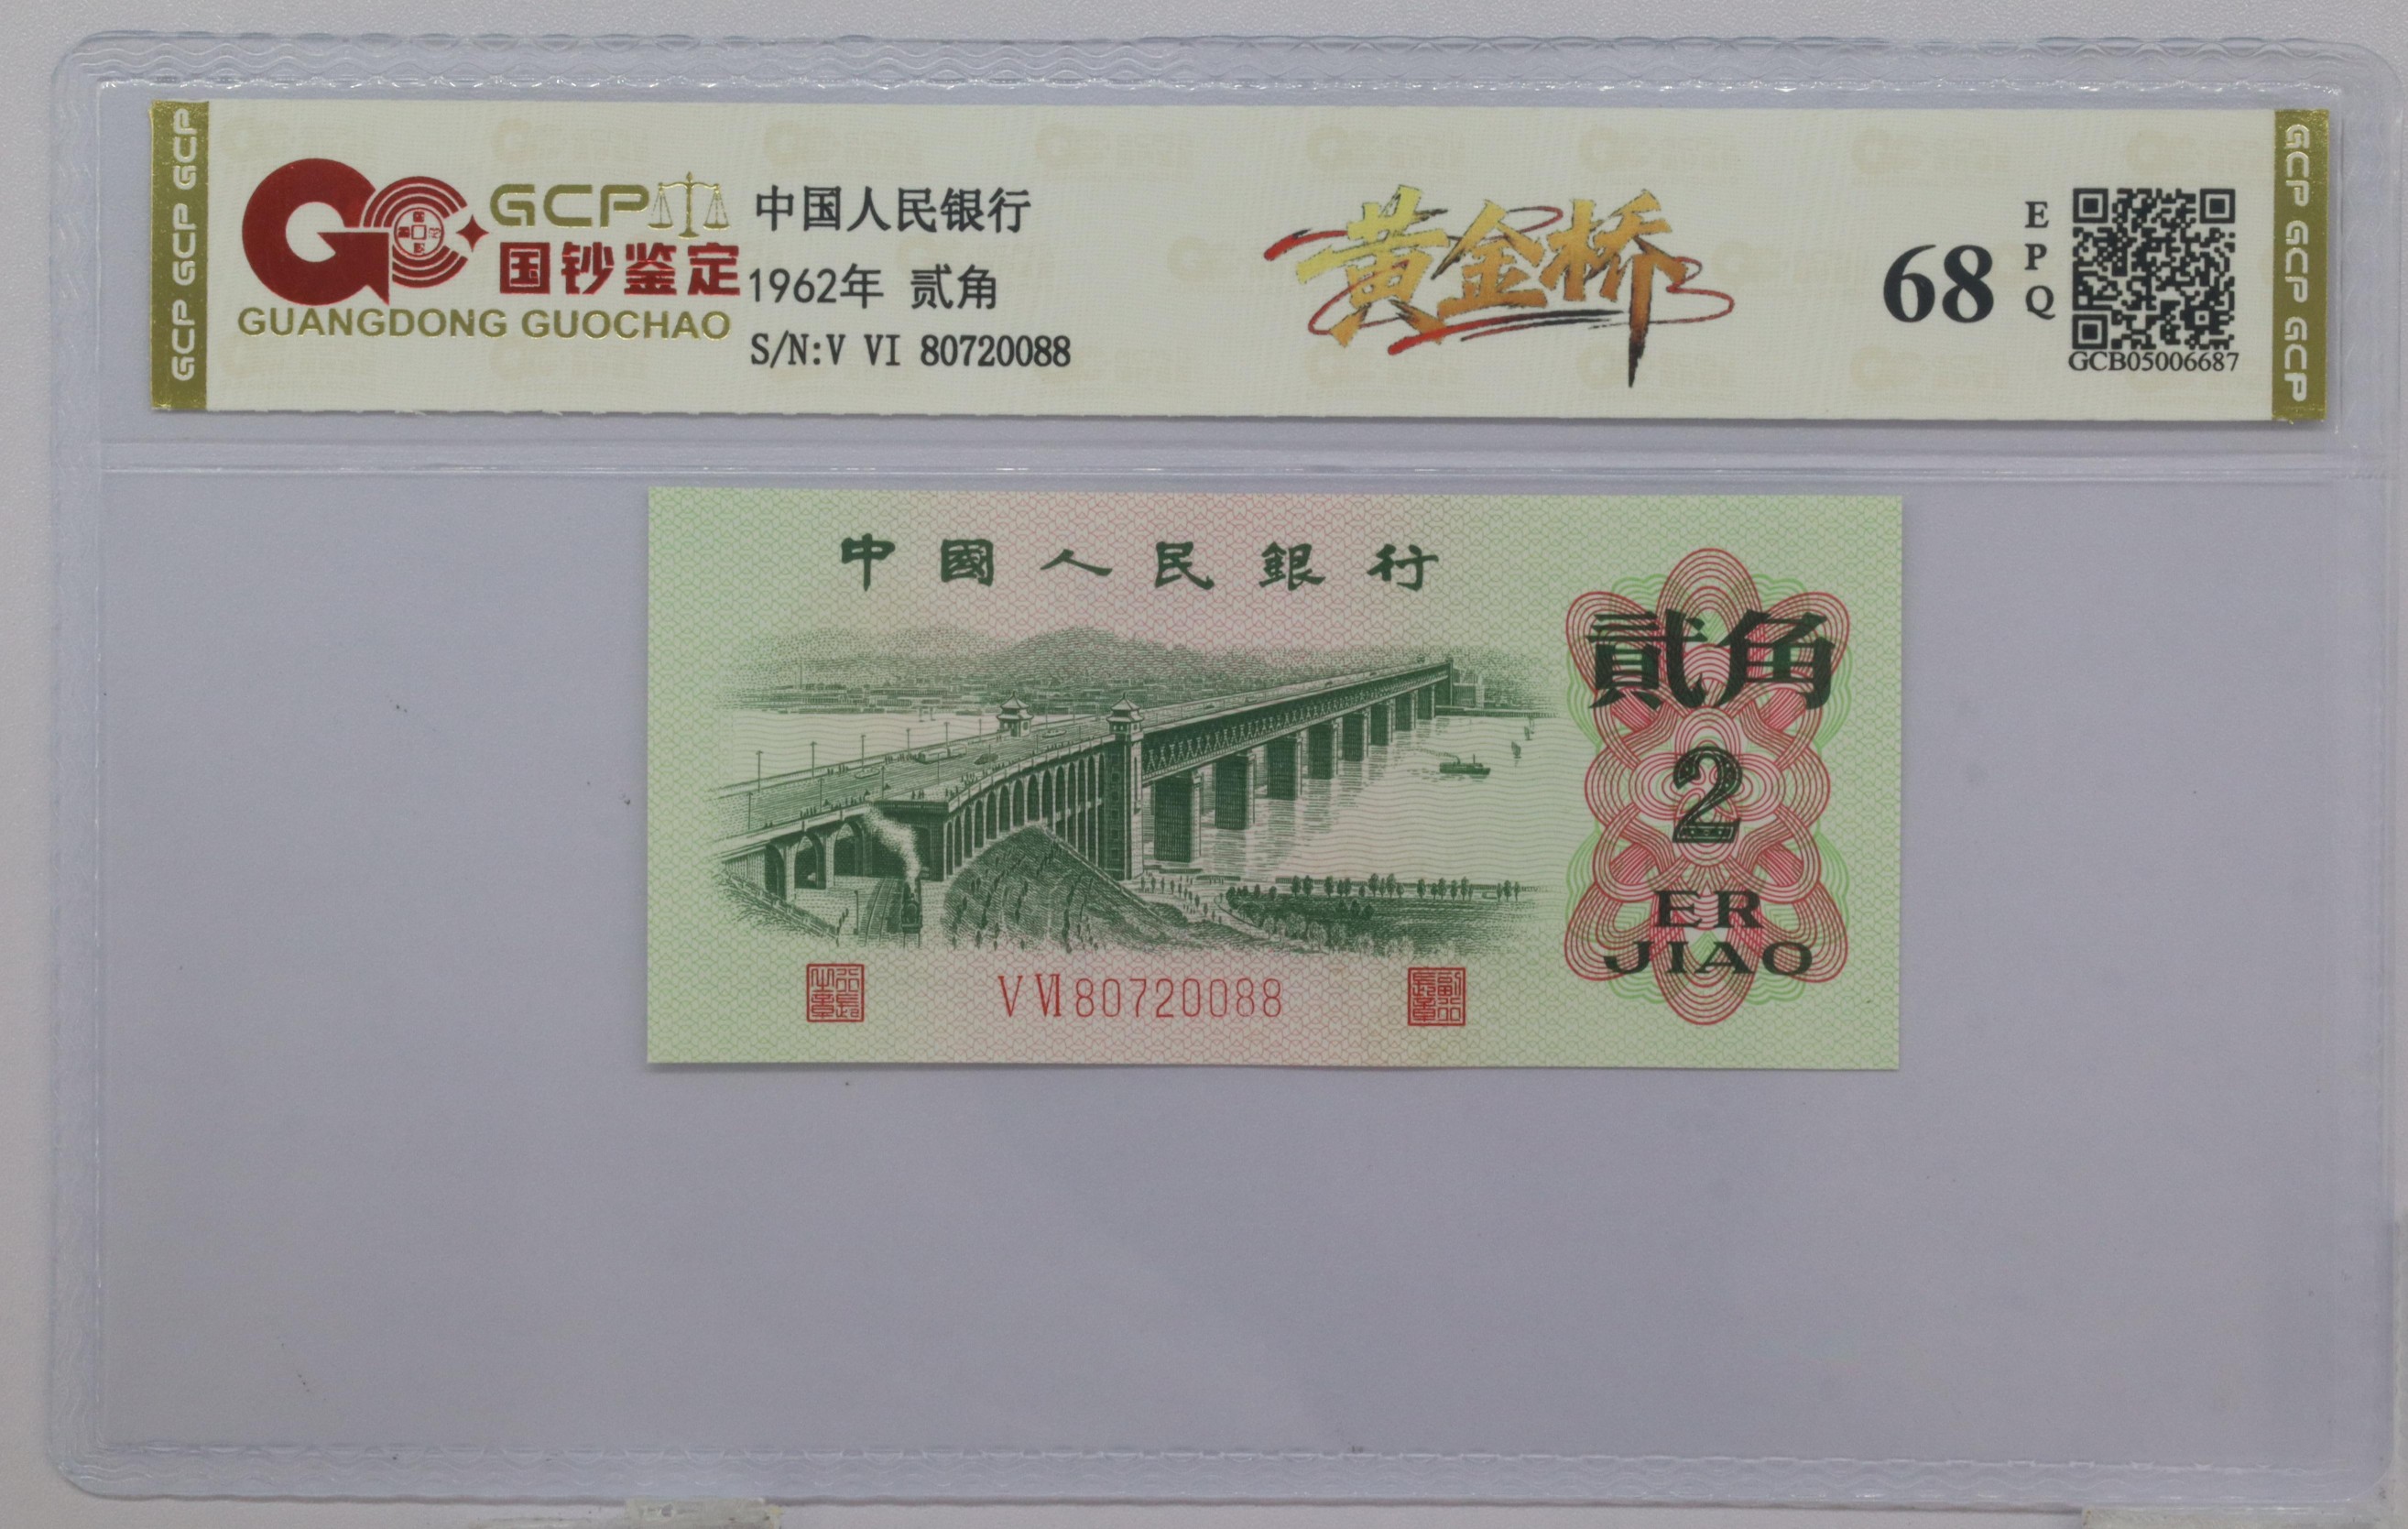 GCP GCP GCP
GCP
国钞鉴定
GUANGDONG GUOCHAO
中国人民银行
1962年 贰角
S/N:V VI 80720088
黄金桥
68
E
P
Q
GCB05006687
GCP GCP GCP
中國人民銀行
貳角
2
ER
JIAO
V VI 80720088